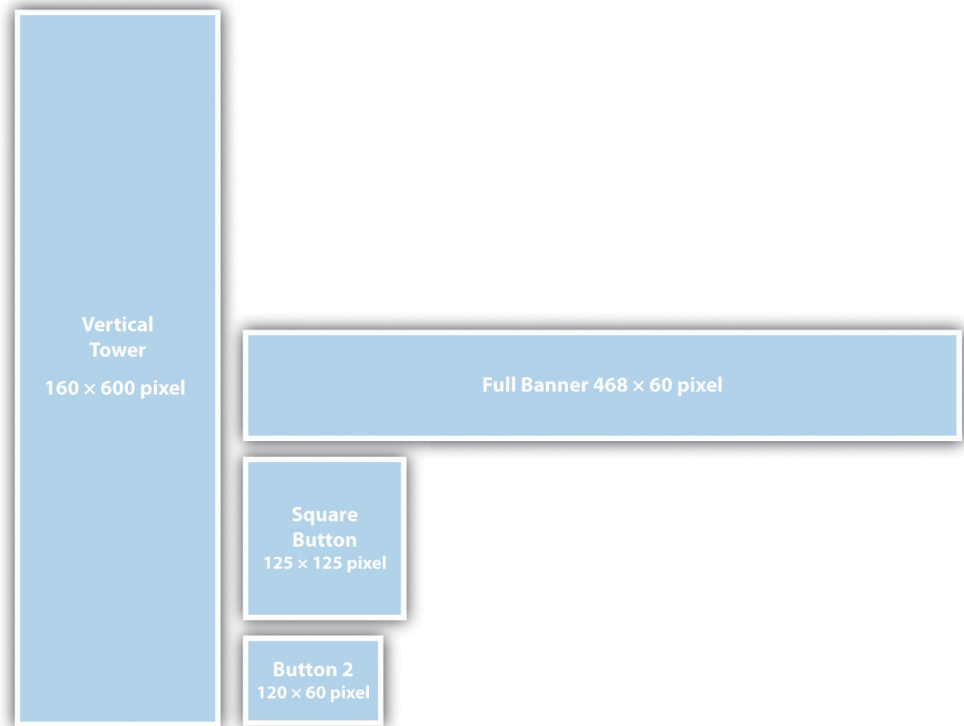 Vertical
Tower
160 × 600 pixel
Full Banner 468 × 60 pixel
Square
Button
125 × 125 pixel
Button 2
120 × 60 pixel